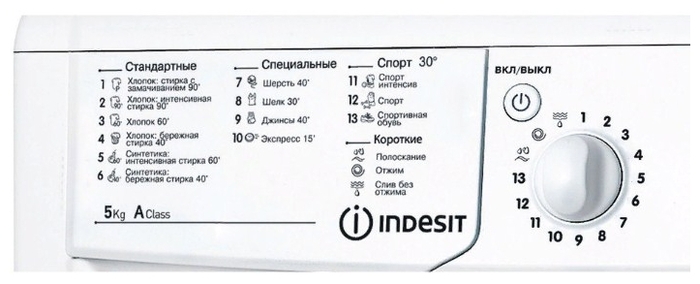 Стандартные
1 Хлопок: стирка с
замачиванием 90°
2 Хлопок: интенсивная
стирка 90°
3 Хлопок 60°
4 Хлопок: бережная
стирка 40°
5 Синтетика:
интенсивная стирка 60°
6 Синтетика:
бережная стирка 40°
5Kg A Class
Специальные
7 Шерсть 40°
8 Шелк 30°
9 Джинсы 40°
10 Экспресс 15'
Спорт 30°
11 Спорт
интенсив
12 Спорт
13 Спортивная
обувь
Короткие
Полоскание
Отжим
Слив без
отжима
INDESIT
ВКЛ/ВЫКЛ
1
2
3
4
5
6
7
8
9
10
11
12
13